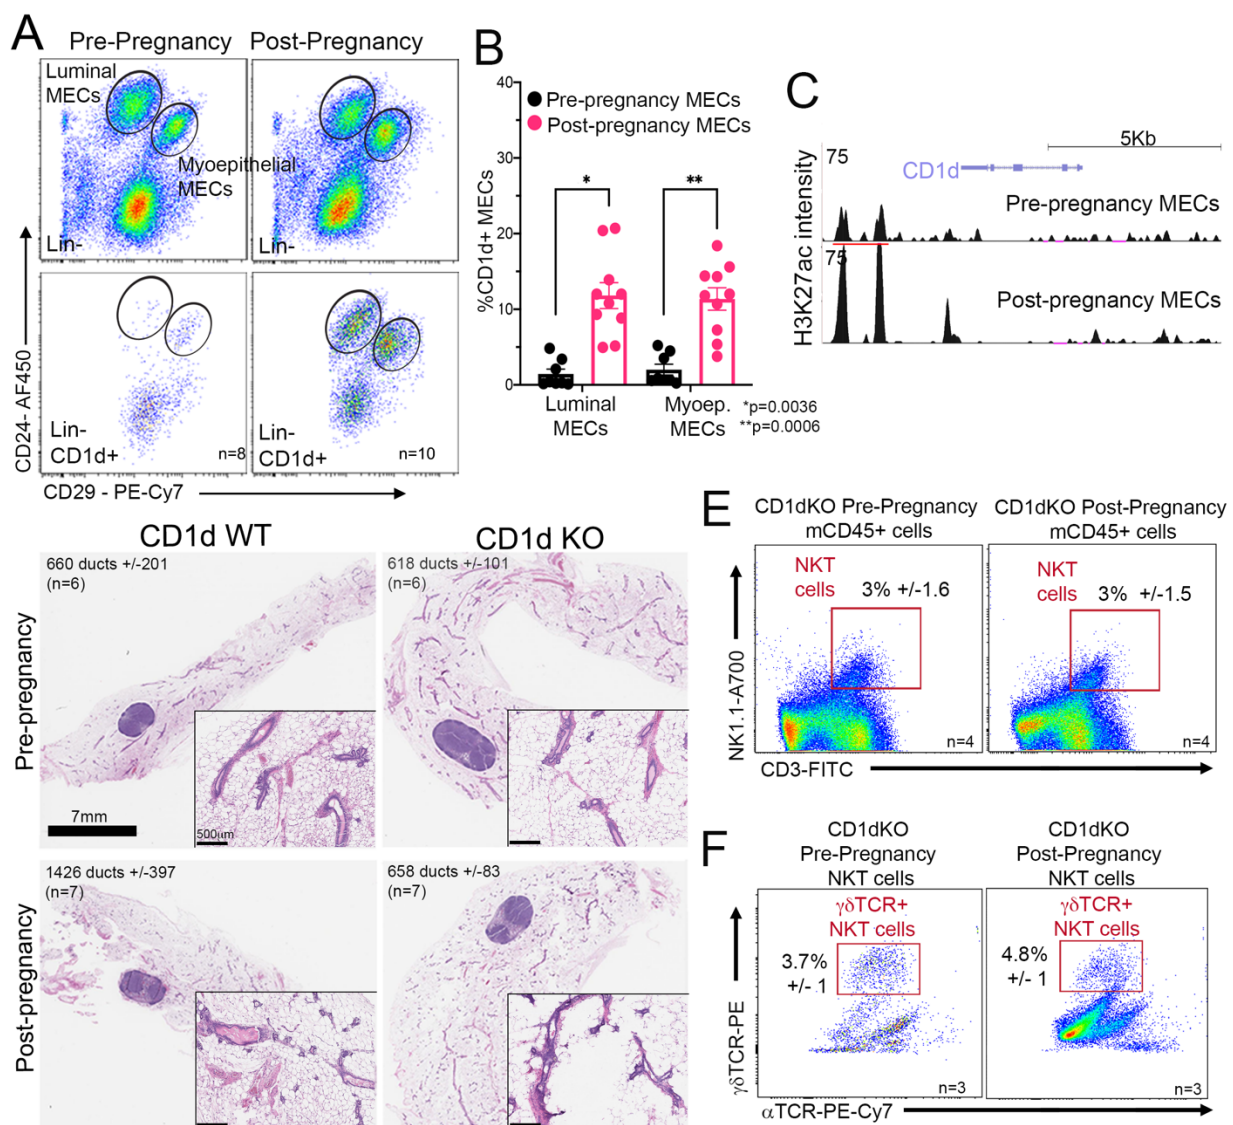 A
Pre-Pregnancy
Post-Pregnancy
Luminal
MECs
Myoepithelial
MECs
Lin-
Lin-
Lin-
CD1d+
n=8
Lin-
CD1d+
n=10
CD24- AF450
CD29 - PE-Cy7
B
40
30
20
10
0
%CD1d+ MECs
Pre-pregnancy MECs
Post-pregnancy MECs
*
**
Luminal
MECs
Myoep.
MECs
*p=0.0036
**p=0.0006
C
5Kb
75
CD1d
Pre-pregnancy MECs
75
Post-pregnancy MECs
H3K27ac intensity
CD1d WT
CD1d KO
Pre-pregnancy
660 ducts +/-201
(n=6)
7mm
500μm
618 ducts +/-101
(n=6)
Post-pregnancy
1426 ducts +/-397
(n=7)
658 ducts +/-83
(n=7)
E
CD1dKO Pre-Pregnancy
mCD45+ cells
CD1dKO Post-Pregnancy
mCD45+ cells
NKT
cells
3% +/-1.6
n=4
NKT
cells
3% +/-1.5
n=4
NK1.1-A700
CD3-FITC
F
CD1dKO
Pre-Pregnancy
NKT cells
CD1dKO
Post-Pregnancy
NKT cells
γδTCR+
NKT cells
3.7%
+/- 1
n=3
γδTCR+
NKT cells
4.8%
+/- 1
n=3
γδTCR-PE
αTCR-PE-Cy7